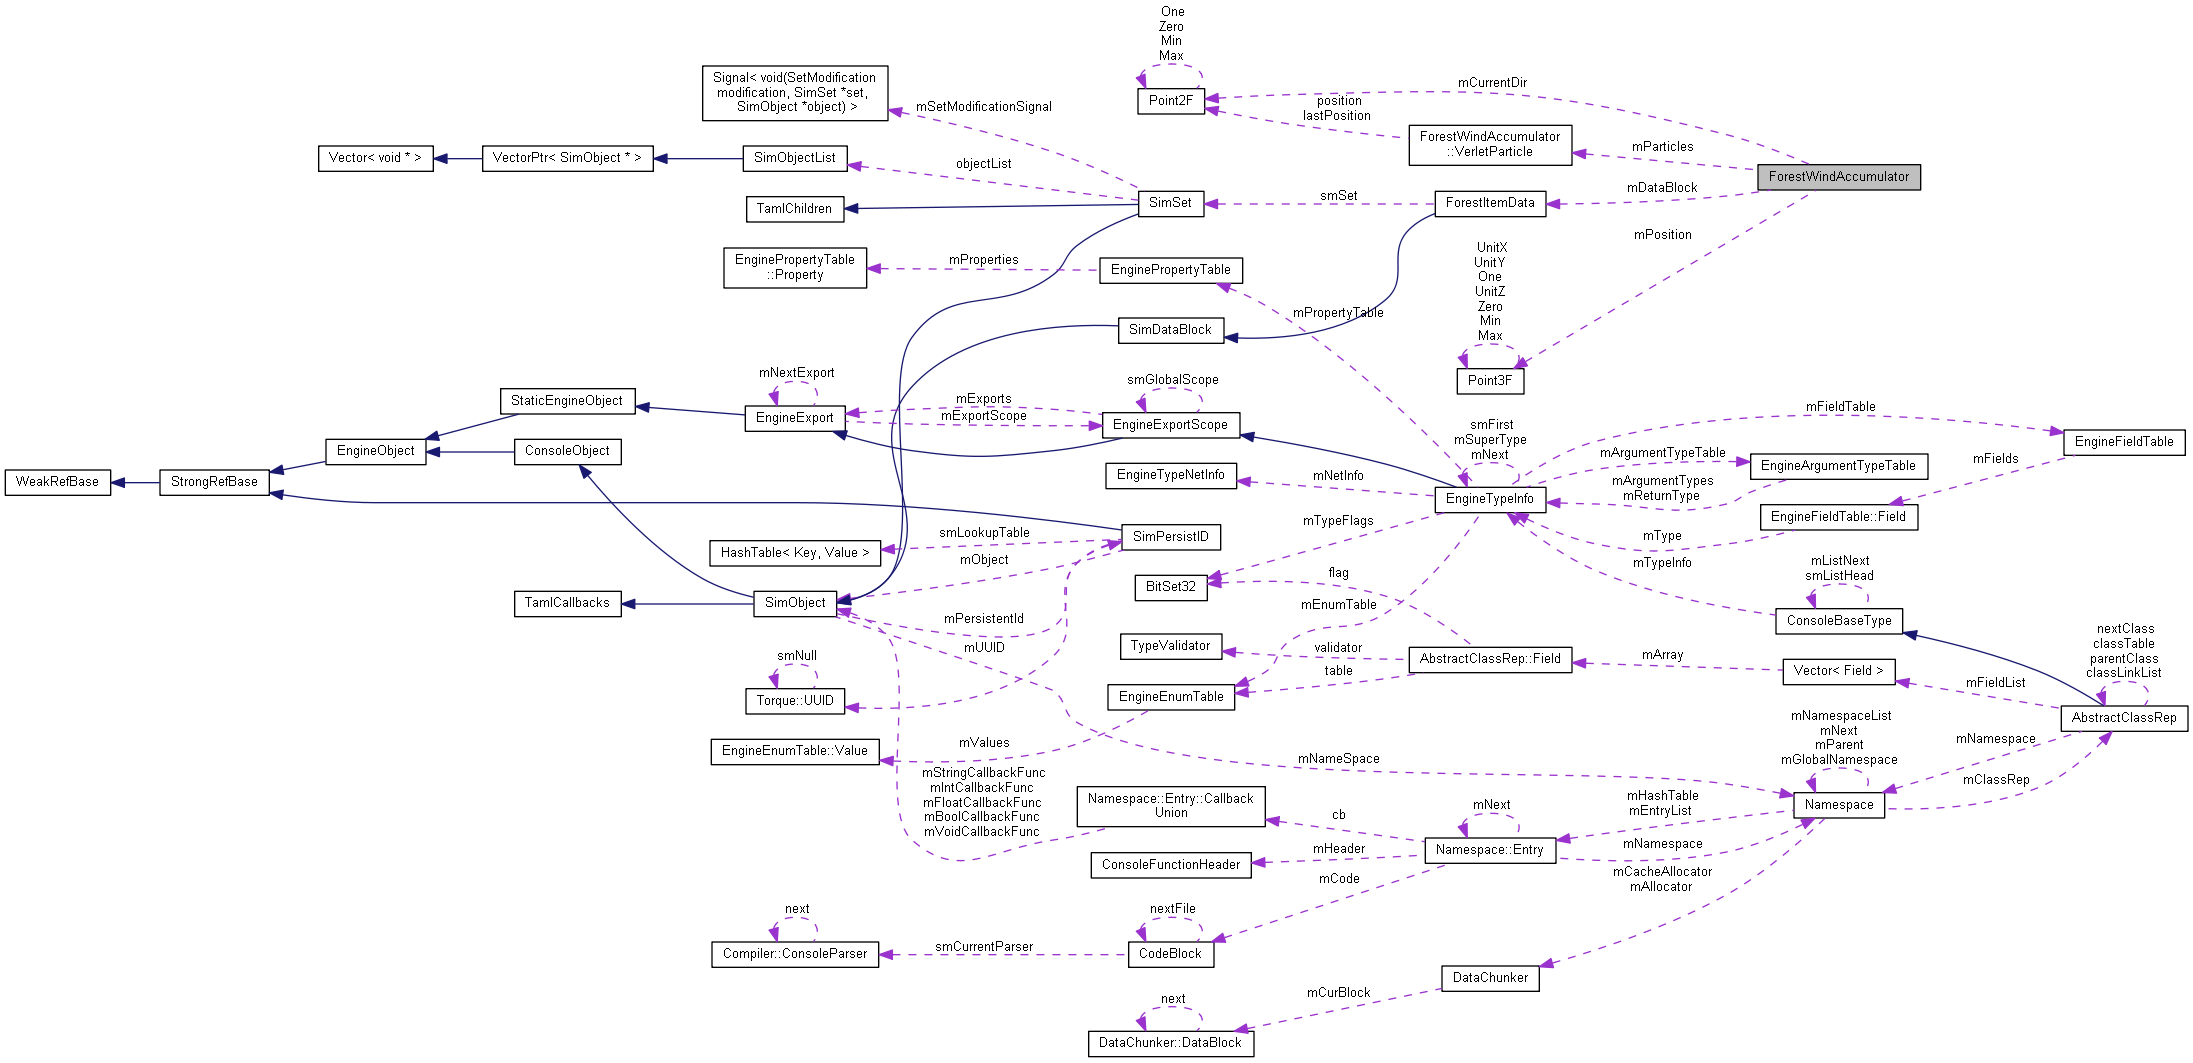 One
Zero
Min
Max
Signal< void(SetModification
modification, SimSet *set,
SimObject *object) >
mSetModificationSignal
Point2F
mCurrentDir
position
lastPosition
ForestWindAccumulator
::VerletParticle
mParticles
ForestWindAccumulator
Vector< void * >
VectorPtr< SimObject * >
SimObjectList
objectList
mDataBlock
TamlChildren
SimSet
smSet
ForestItemData
mPosition
EnginePropertyTable
::Property
mProperties
EnginePropertyTable
UnitX
UnitY
One
UnitZ
Zero
Min
Max
mPropertyTable
SimDataBlock
Point3F
mNextExport
smGlobalScope
StaticEngineObject
EngineExport
mExports
mExportScope
EngineExportScope
smFirst
mSuperType
mNext
mFieldTable
EngineFieldTable
EngineObject
ConsoleObject
mArgumentTypeTable
EngineArgumentTypeTable
mFields
WeakRefBase
StrongRefBase
EngineTypeNetInfo
mNetInfo
EngineTypeInfo
mArgumentTypes
mReturnType
EngineFieldTable::Field
mTypeFlags
mType
SimPersistID
smLookupTable
HashTable< Key, Value >
mObject
mTypeInfo
mListNext
smListHead
BitSet32
flag
TamlCallbacks
SimObject
mPersistentId
mEnumTable
ConsoleBaseType
nextClass
classTable
parentClass
classLinkList
mUUID
TypeValidator
validator
AbstractClassRep::Field
mArray
Vector< Field >
smNull
table
Torque::UUID
EngineEnumTable
mFieldList
AbstractClassRep
mNamespaceList
mNext
mParent
mGlobalNamespace
mNamespace
EngineEnumTable::Value
mValues
mNameSpace
mClassRep
mStringCallbackFunc
mIntCallbackFunc
mFloatCallbackFunc
mBoolCallbackFunc
mVoidCallbackFunc
Namespace::Entry::Callback
Union
cb
mNext
mHashTable
mEntryList
Namespace
ConsoleFunctionHeader
mHeader
Namespace::Entry
mNamespace
mCode
mCacheAllocator
mAllocator
next
nextFile
Compiler::ConsoleParser
smCurrentParser
CodeBlock
DataChunker
mCurBlock
next
DataChunker::DataBlock